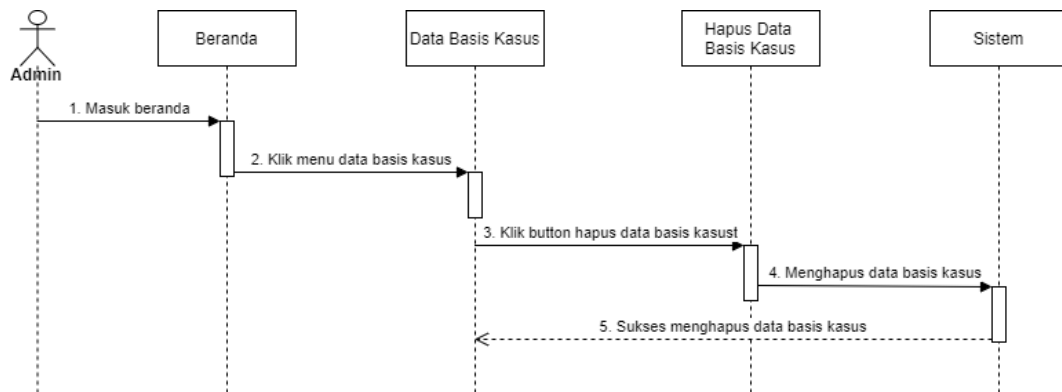 Admin
Beranda
Data Basis Kasus
Hapus Data
Basis Kasus
Sistem
1. Masuk beranda
2. Klik menu data basis kasus
3. Klik button hapus data basis kasust
4. Menghapus data basis kasus
5. Sukses menghapus data basis kasus